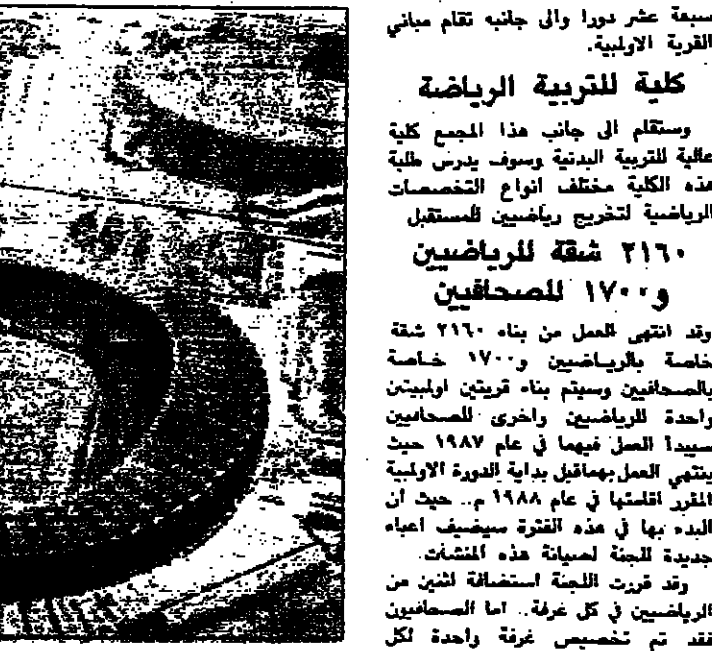 سبعة عشر دورا والى جانبه تقام مباني
القرية الاولمبية.
كلية للتربية الرياضة
وستقام الى جانب هذا المجمع كلية
عالية للتربية البدنية وسوف يدرس طلبة
هذه الكلية مختلف انواع التخصصات
الرياضية لتخريج رياضيين للمستقبل
٢١٦٠ شقة للرياضيين
و١٧٠٠ للصحافيين
وقد انتهى العمل من بناء ٢١٦٠ شقة
خاصة بالرياضيين و١٧٠٠ خاصة
بالصحافيين وسيتم بناء قريتين اولمبيتين
واحدة للرياضيين واخرى للصحافيين
سيبدأ العمل فيهما في عام ١٩٨٧ حيث
ينتهي العمل بهماقبل بداية الدورة الاولمبية
المقرر اقامتها في عام ١٩٨٨ م.. حيث أن
البدء بها في هذه الفترة سيضيف اعباء
جديدة للجنة لصيانة هذه المنشئات.
وقد قررت اللجنة استضافة اثنين من
الرياضيين في كل غرفة.. اما الصحافيون
فقد تم تخصيص غرفة واحدة لكل